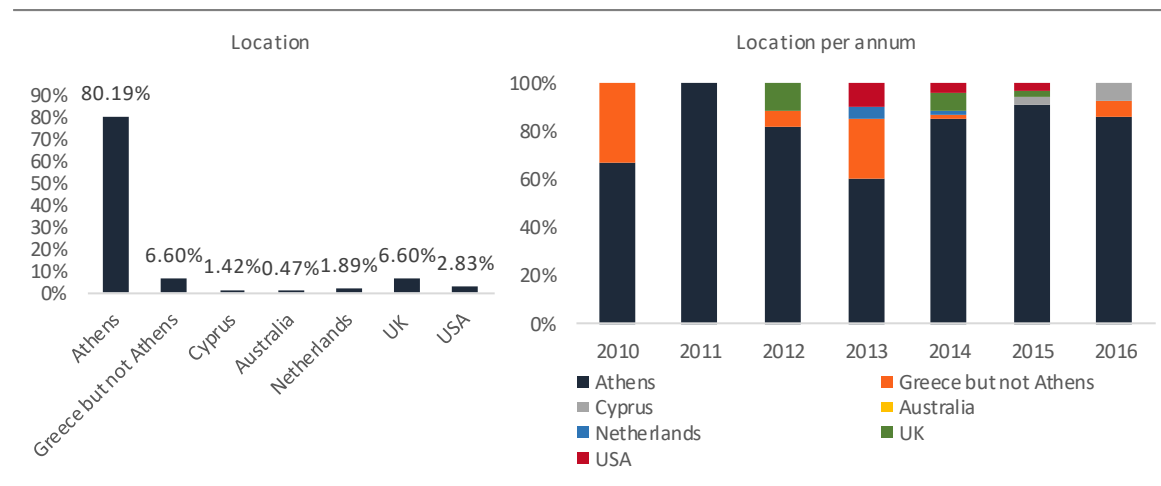 Location
90%
80%
70%
60%
50%
40%
30%
20%
10%
0%
80.19%
6.60%
1.42%
0.47%
1.89%
6.60%
2.83%
Athens
Greece but not Athens
Cyprus
Australia
Netherlands
UK
USA
Location per annum
100%
80%
60%
40%
20%
0%
2010 2011 2012 2013 2014 2015 2016
Athens Greece but not Athens
Cyprus Australia
Netherlands UK
USA